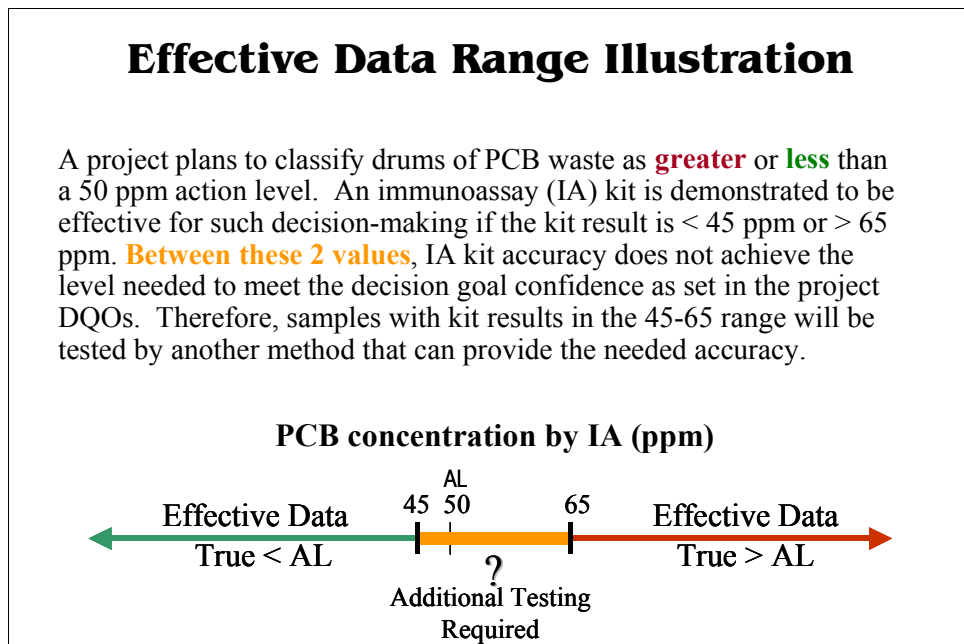 Effective Data Range Illustration
A project plans to classify drums of PCB waste as greater or less than
a 50 ppm action level.  An immunoassay (IA) kit is demonstrated to be
effective for such decision-making if the kit result is < 45 ppm or > 65
ppm. Between these 2 values, IA kit accuracy does not achieve the
level needed to meet the decision goal confidence as set in the project
DQOs.  Therefore, samples with kit results in the 45-65 range will be
tested by another method that can provide the needed accuracy.
PCB concentration by IA (ppm)
AL
45 50 65
Effective Data Effective Data
True < AL True > AL
?
Additional Testing
Required